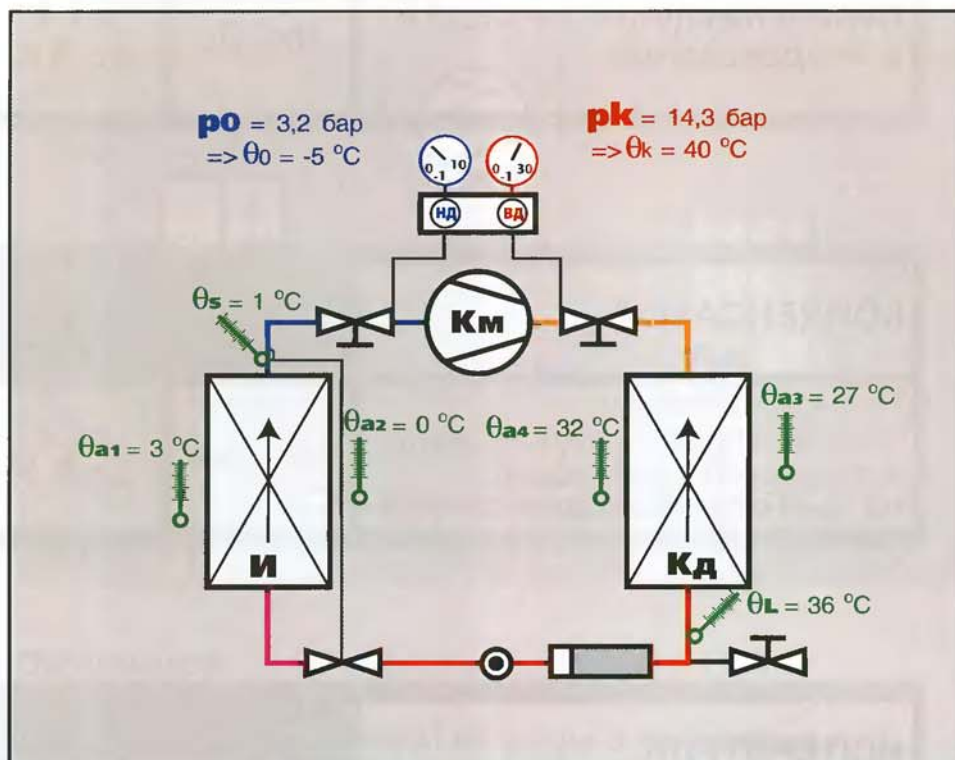 p0 = 3,2 бар
=> θ0 = -5 °C
pk = 14,3 бар
=> θk = 40 °C
0 -1 10
0 -1 30
НД
ВД
θs = 1 °C
Км
θa1 = 3 °C
θa2 = 0 °C
θa4 = 32 °C
θa3 = 27 °C
И
Кд
θL = 36 °C